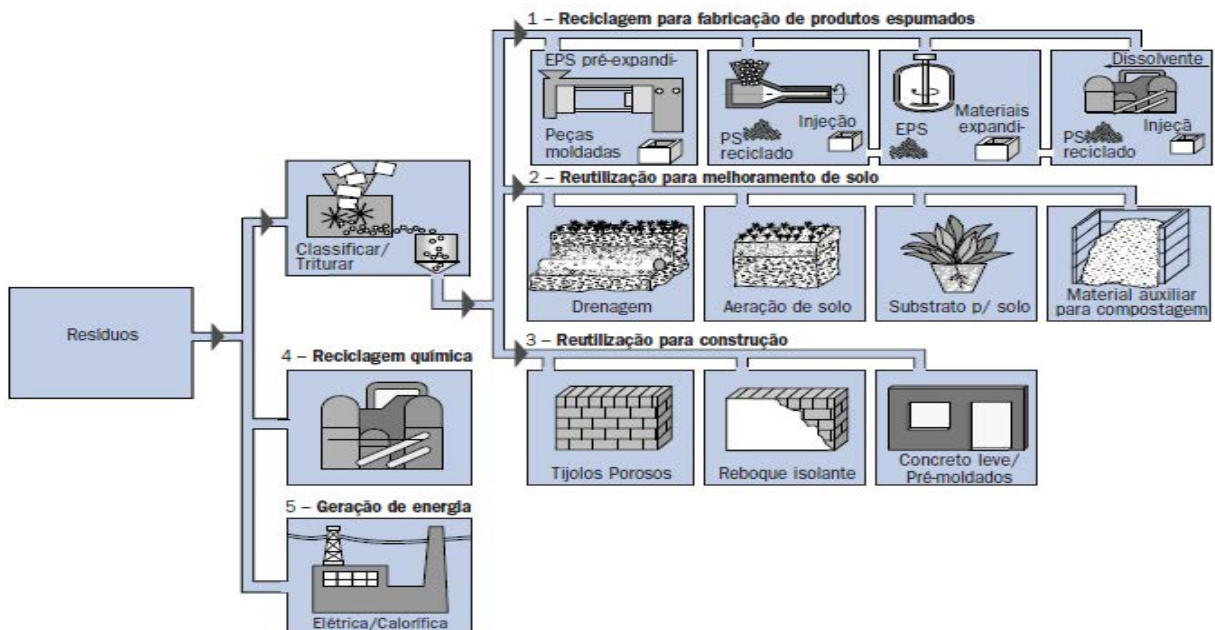 1 – Reciclagem para fabricação de produtos espumados
EPS pré-expandi-
Peças
moldadas
PS
reciclado
Injeção
EPS
Materiais
expandi-
Dissolvente
PS
reciclado
Injeçã
2 – Reutilização para melhoramento de solo
Classificar/
Triturar
Drenagem
Aeração de solo
Substrato p/ solo
Material auxiliar
para compostagem
Resíduos
3 – Reutilização para construção
4 – Reciclagem química
Tijolos Porosos
Reboque isolante
Concreto leve/
Pré-moldados
5 – Geração de energia
Elétrica/Calorífica